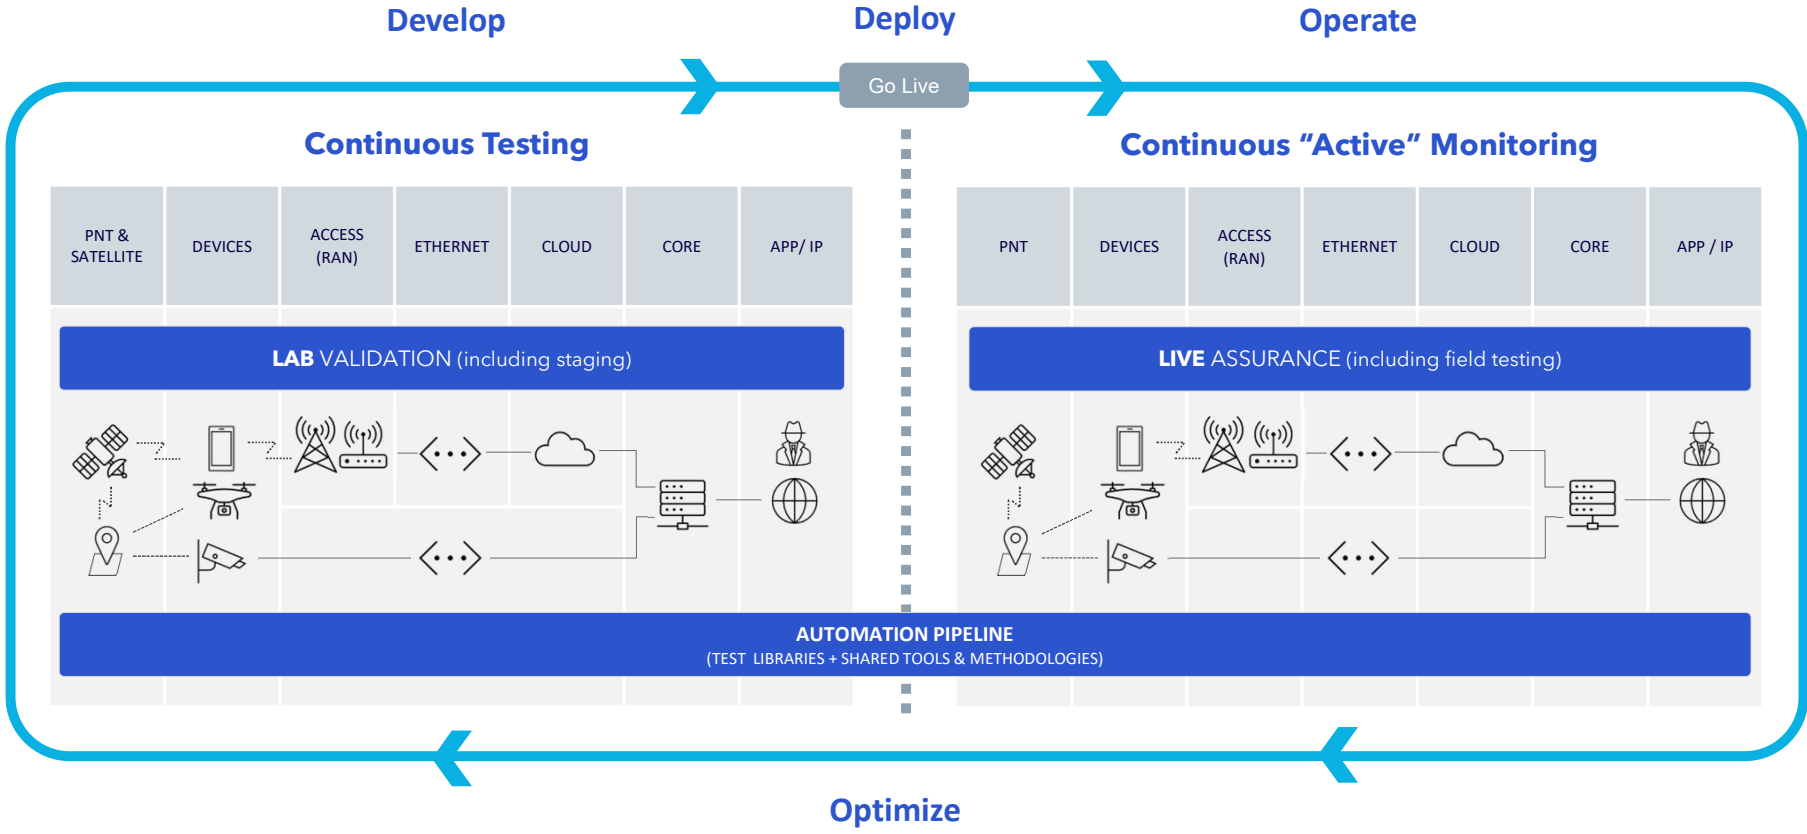 Develop
Deploy
Operate
Go Live
Continuous Testing
Continuous “Active” Monitoring
PNT &
SATELLITE
DEVICES
ACCESS
(RAN)
ETHERNET
CLOUD
CORE
APP/ IP
PNT
DEVICES
ACCESS
(RAN)
ETHERNET
CLOUD
CORE
APP / IP
LAB VALIDATION (including staging)
LIVE ASSURANCE (including field testing)
AUTOMATION PIPELINE
(TEST LIBRARIES + SHARED TOOLS & METHODOLOGIES)
Optimize